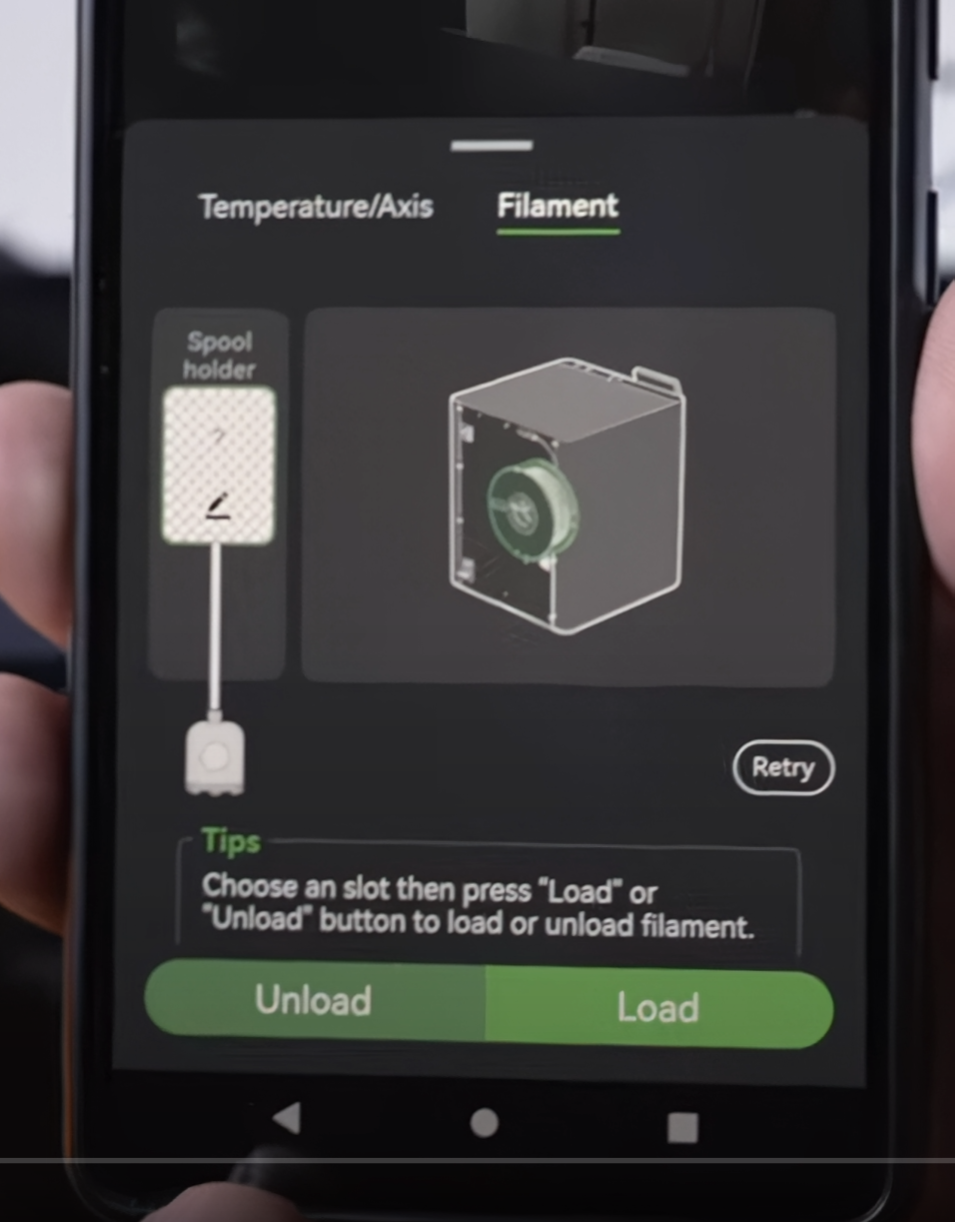 Temperature/Axis
Filament
Spool
holder
?
Retry
Tips
Choose an slot then press "Load" or
"Unload" button to load or unload filament.
Unload
Load